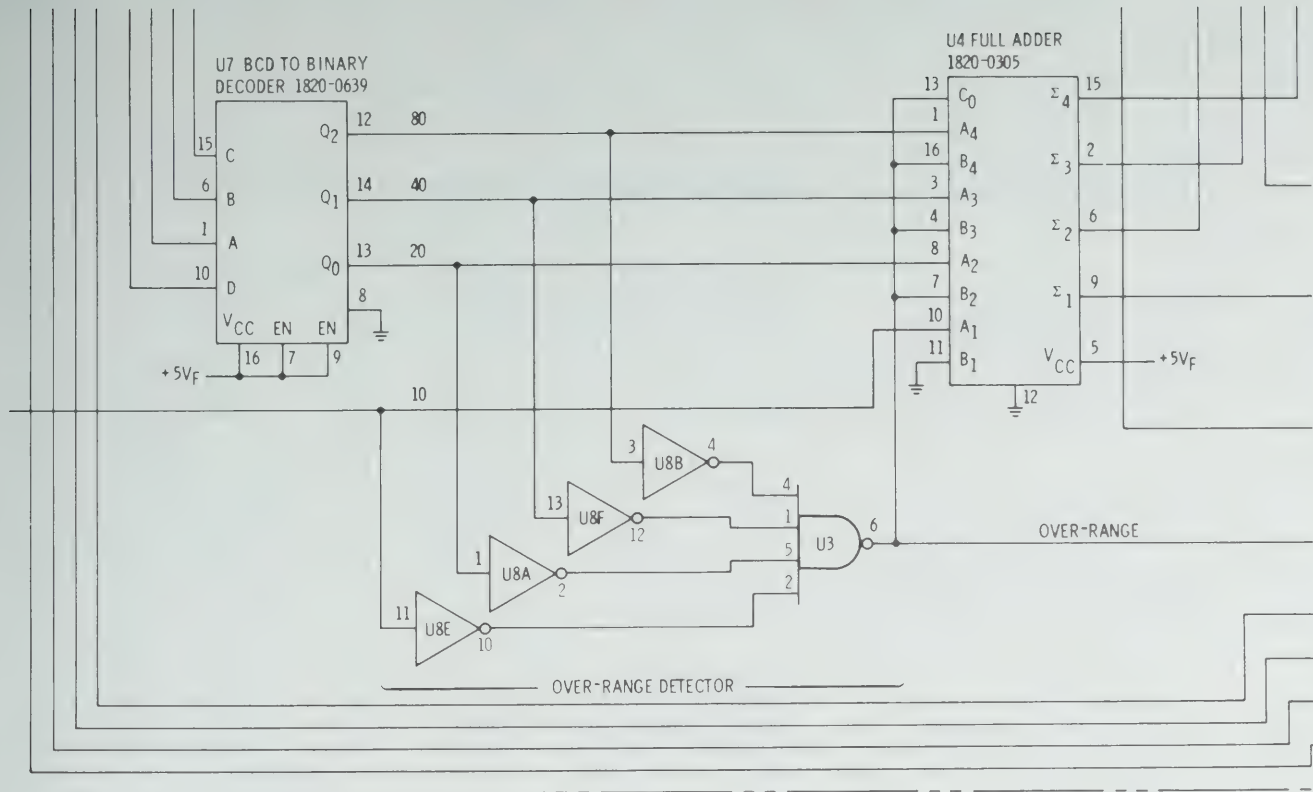 U7 BCD TO BINARY
DECODER 1820-0639
15 C
6 B
1 A
10 D
Q2 12 80
Q1 14 40
Q0 13 20
8
VCC EN EN
16 7 9
+5VF
10
U4 FULL ADDER
1820-0305
13 C0
1 A4
16 B4
3 A3
4 B3
8 A2
7 B2
10 A1
11 B1
Σ4 15
Σ3 2
Σ2 6
Σ1 9
VCC 5 +5VF
12
3 U8B 4
13 U8F 12
1 U8A 2
11 U8E 10
4
1
5
2
U3 6
OVER-RANGE
OVER-RANGE DETECTOR